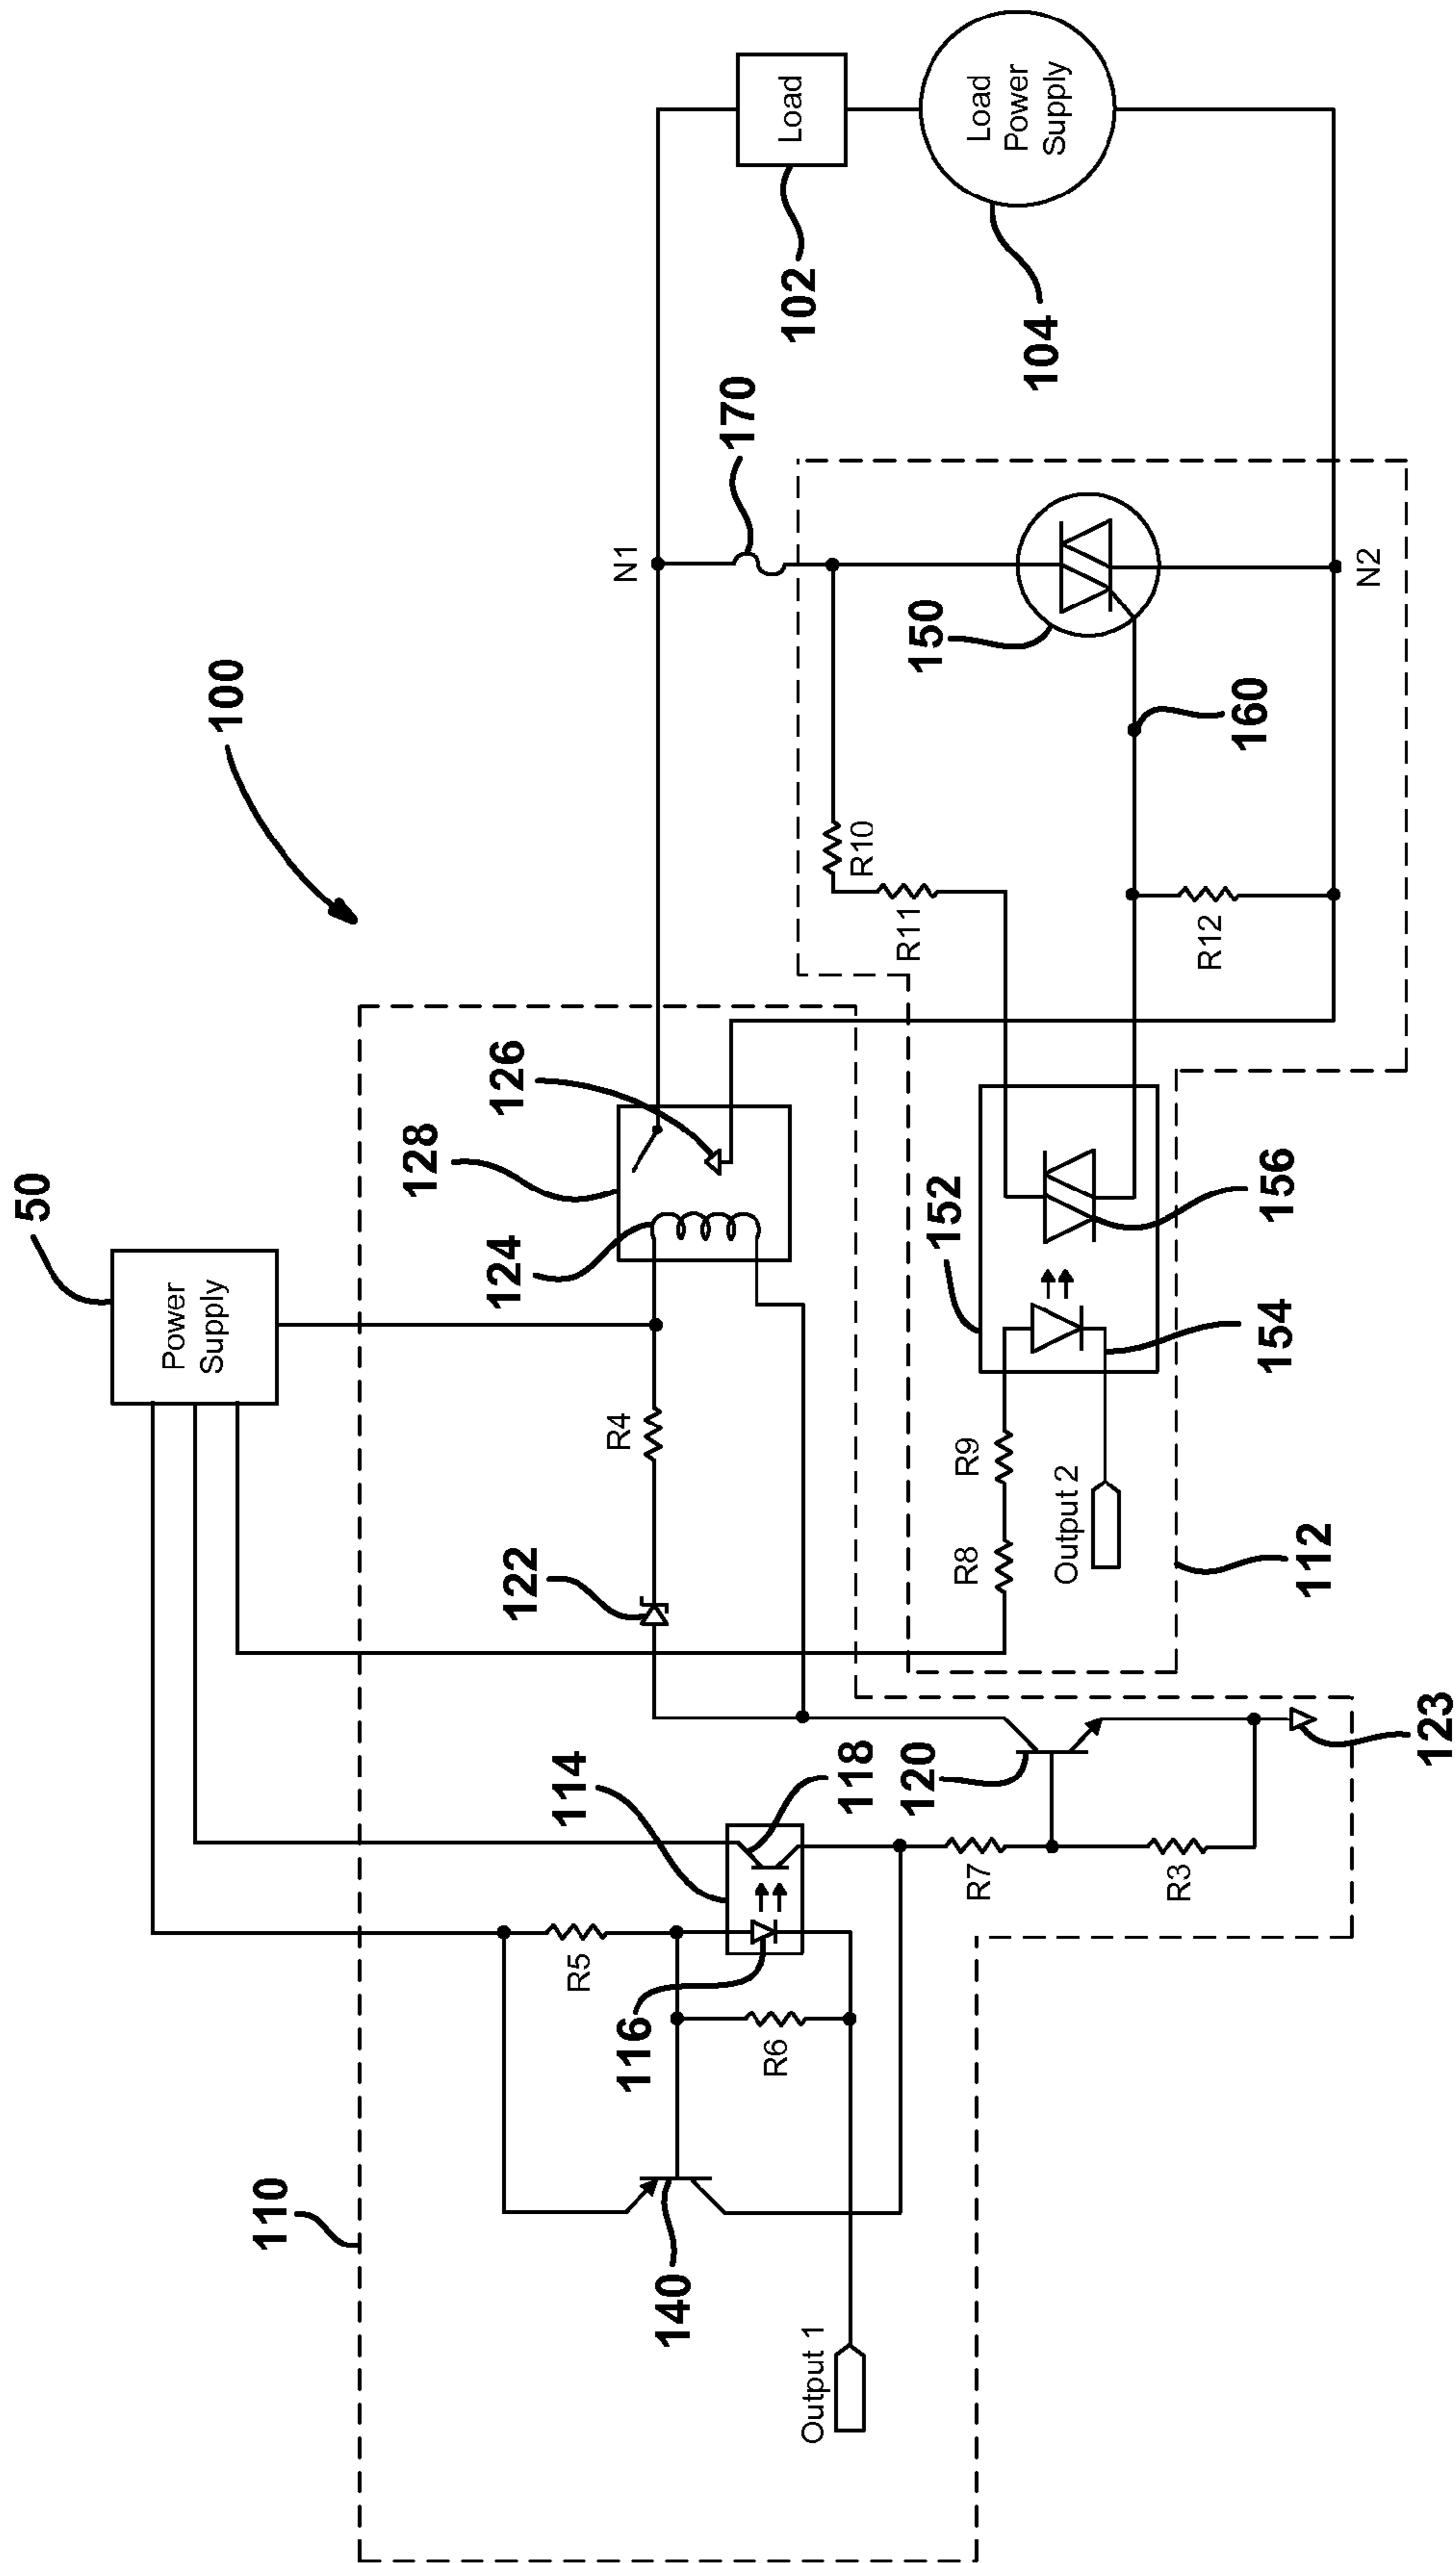 100
50
Power
Supply
110
114
122
R4
124
128
126
N1
170
102
Load
104
Load
Power
Supply
R5
116
118
140
R6
Output 1
120
R7
R3
123
R8
R9
Output 2
152
154
156
112
R10
R11
R12
150
160
N2